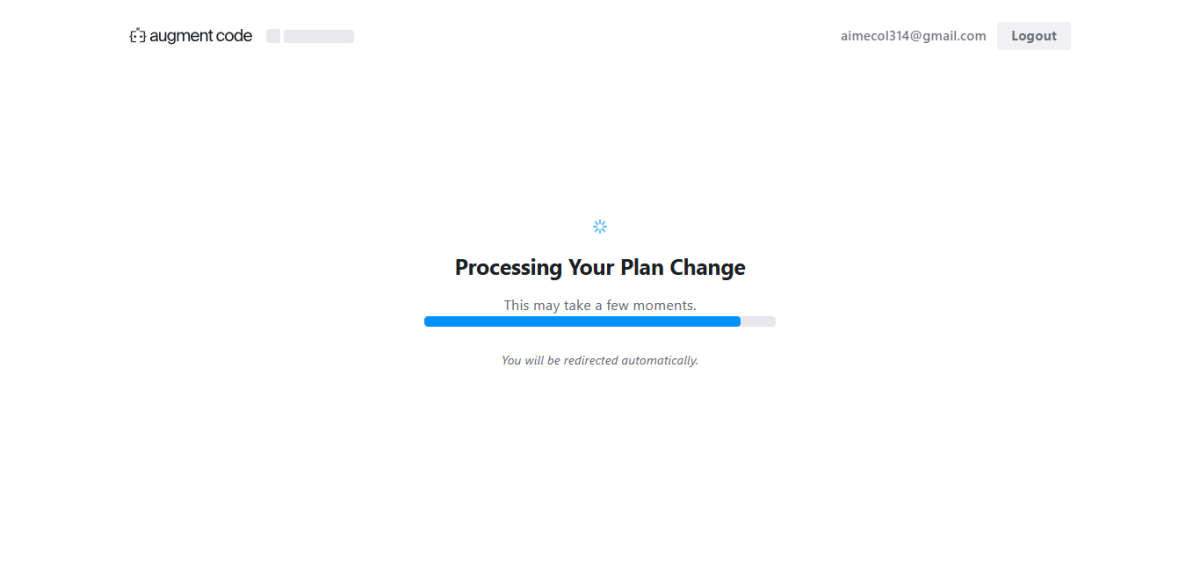 augment code
aimecol314@gmail.com
Logout
Processing Your Plan Change
This may take a few moments.
You will be redirected automatically.